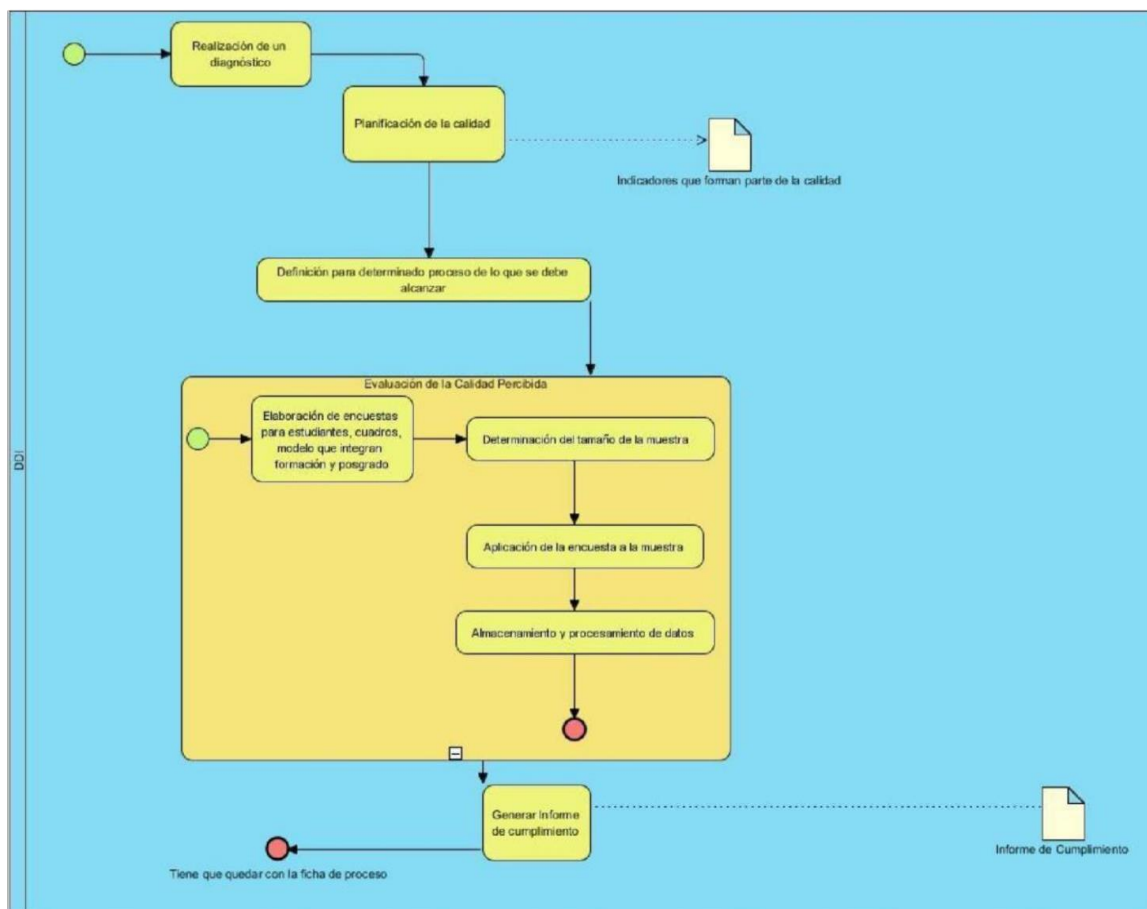 Realización de un
diagnóstico
Planificación de la calidad
Indicadores que forman parte de la calidad
Definición para determinado proceso de lo que se debe
alcanzar
DDI
Evaluación de la Calidad Percibida
Elaboración de encuestas
para estudiantes, cuadros,
modelo que integran
formación y posgrado
Determinación del tamaño de la muestra
Aplicación de la encuesta a la muestra
Almacenamiento y procesamiento de datos
Generar Informe
de cumplimiento
Informe de Cumplimiento
Tiene que quedar con la ficha de proceso